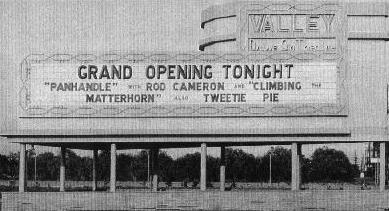 VALLEY
Drive-In Theatre
GRAND OPENING TONIGHT
"PANHANDLE" WITH ROD CAMERON AND "CLIMBING THE
MATTERHORN" ALSO TWEETIE PIE